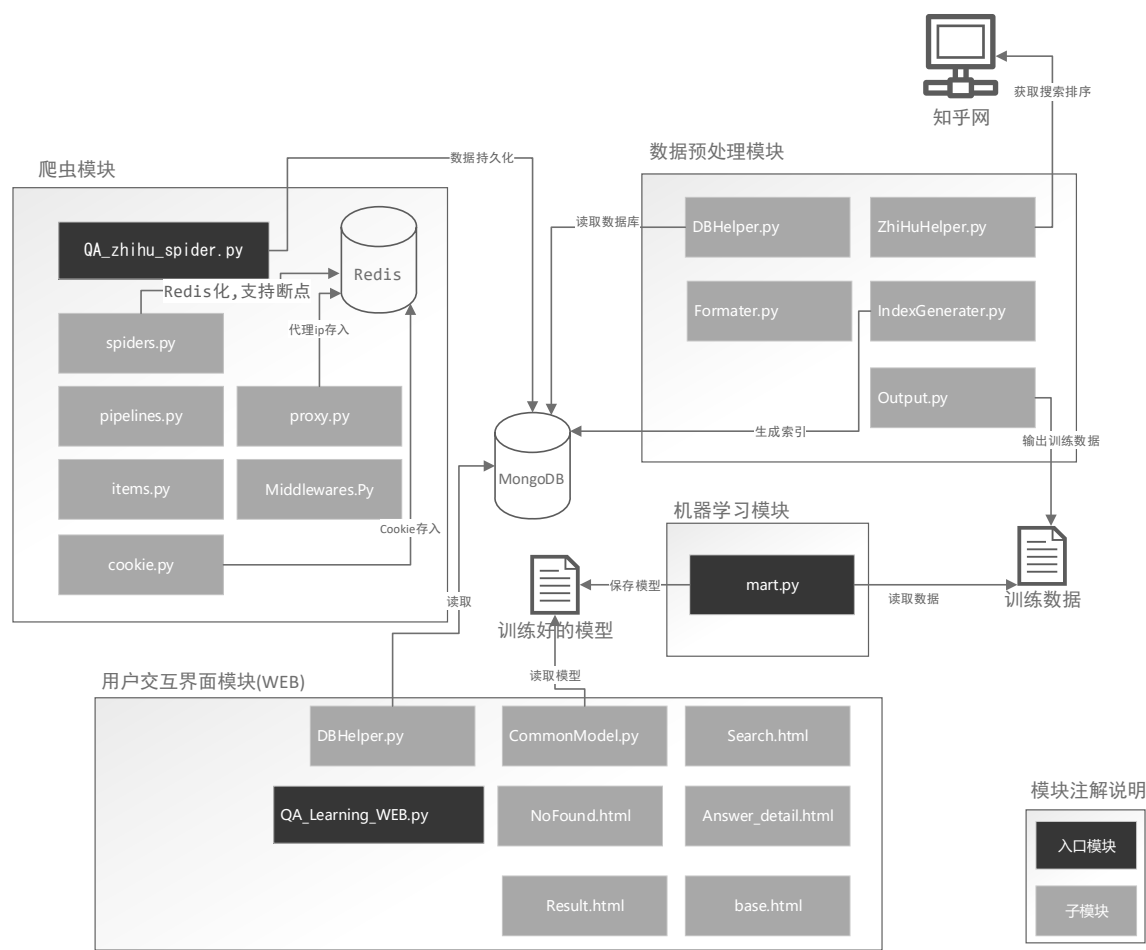 知乎网
获取搜索排序
爬虫模块
数据持久化
QA_zhihu_spider.py
Redis
Redis化,支持断点
代理ip存入
spiders.py
pipelines.py
proxy.py
items.py
Middlewares.Py
Cookie存入
cookie.py
数据预处理模块
读取数据库
DBHelper.py
ZhiHuHelper.py
Formater.py
IndexGenerater.py
Output.py
生成索引
输出训练数据
MongoDB
读取
机器学习模块
保存模型
mart.py
读取数据
训练数据
训练好的模型
读取模型
用户交互界面模块(WEB)
DBHelper.py
CommonModel.py
Search.html
QA_Learning_WEB.py
NoFound.html
Answer_detail.html
Result.html
base.html
模块注解说明
入口模块
子模块